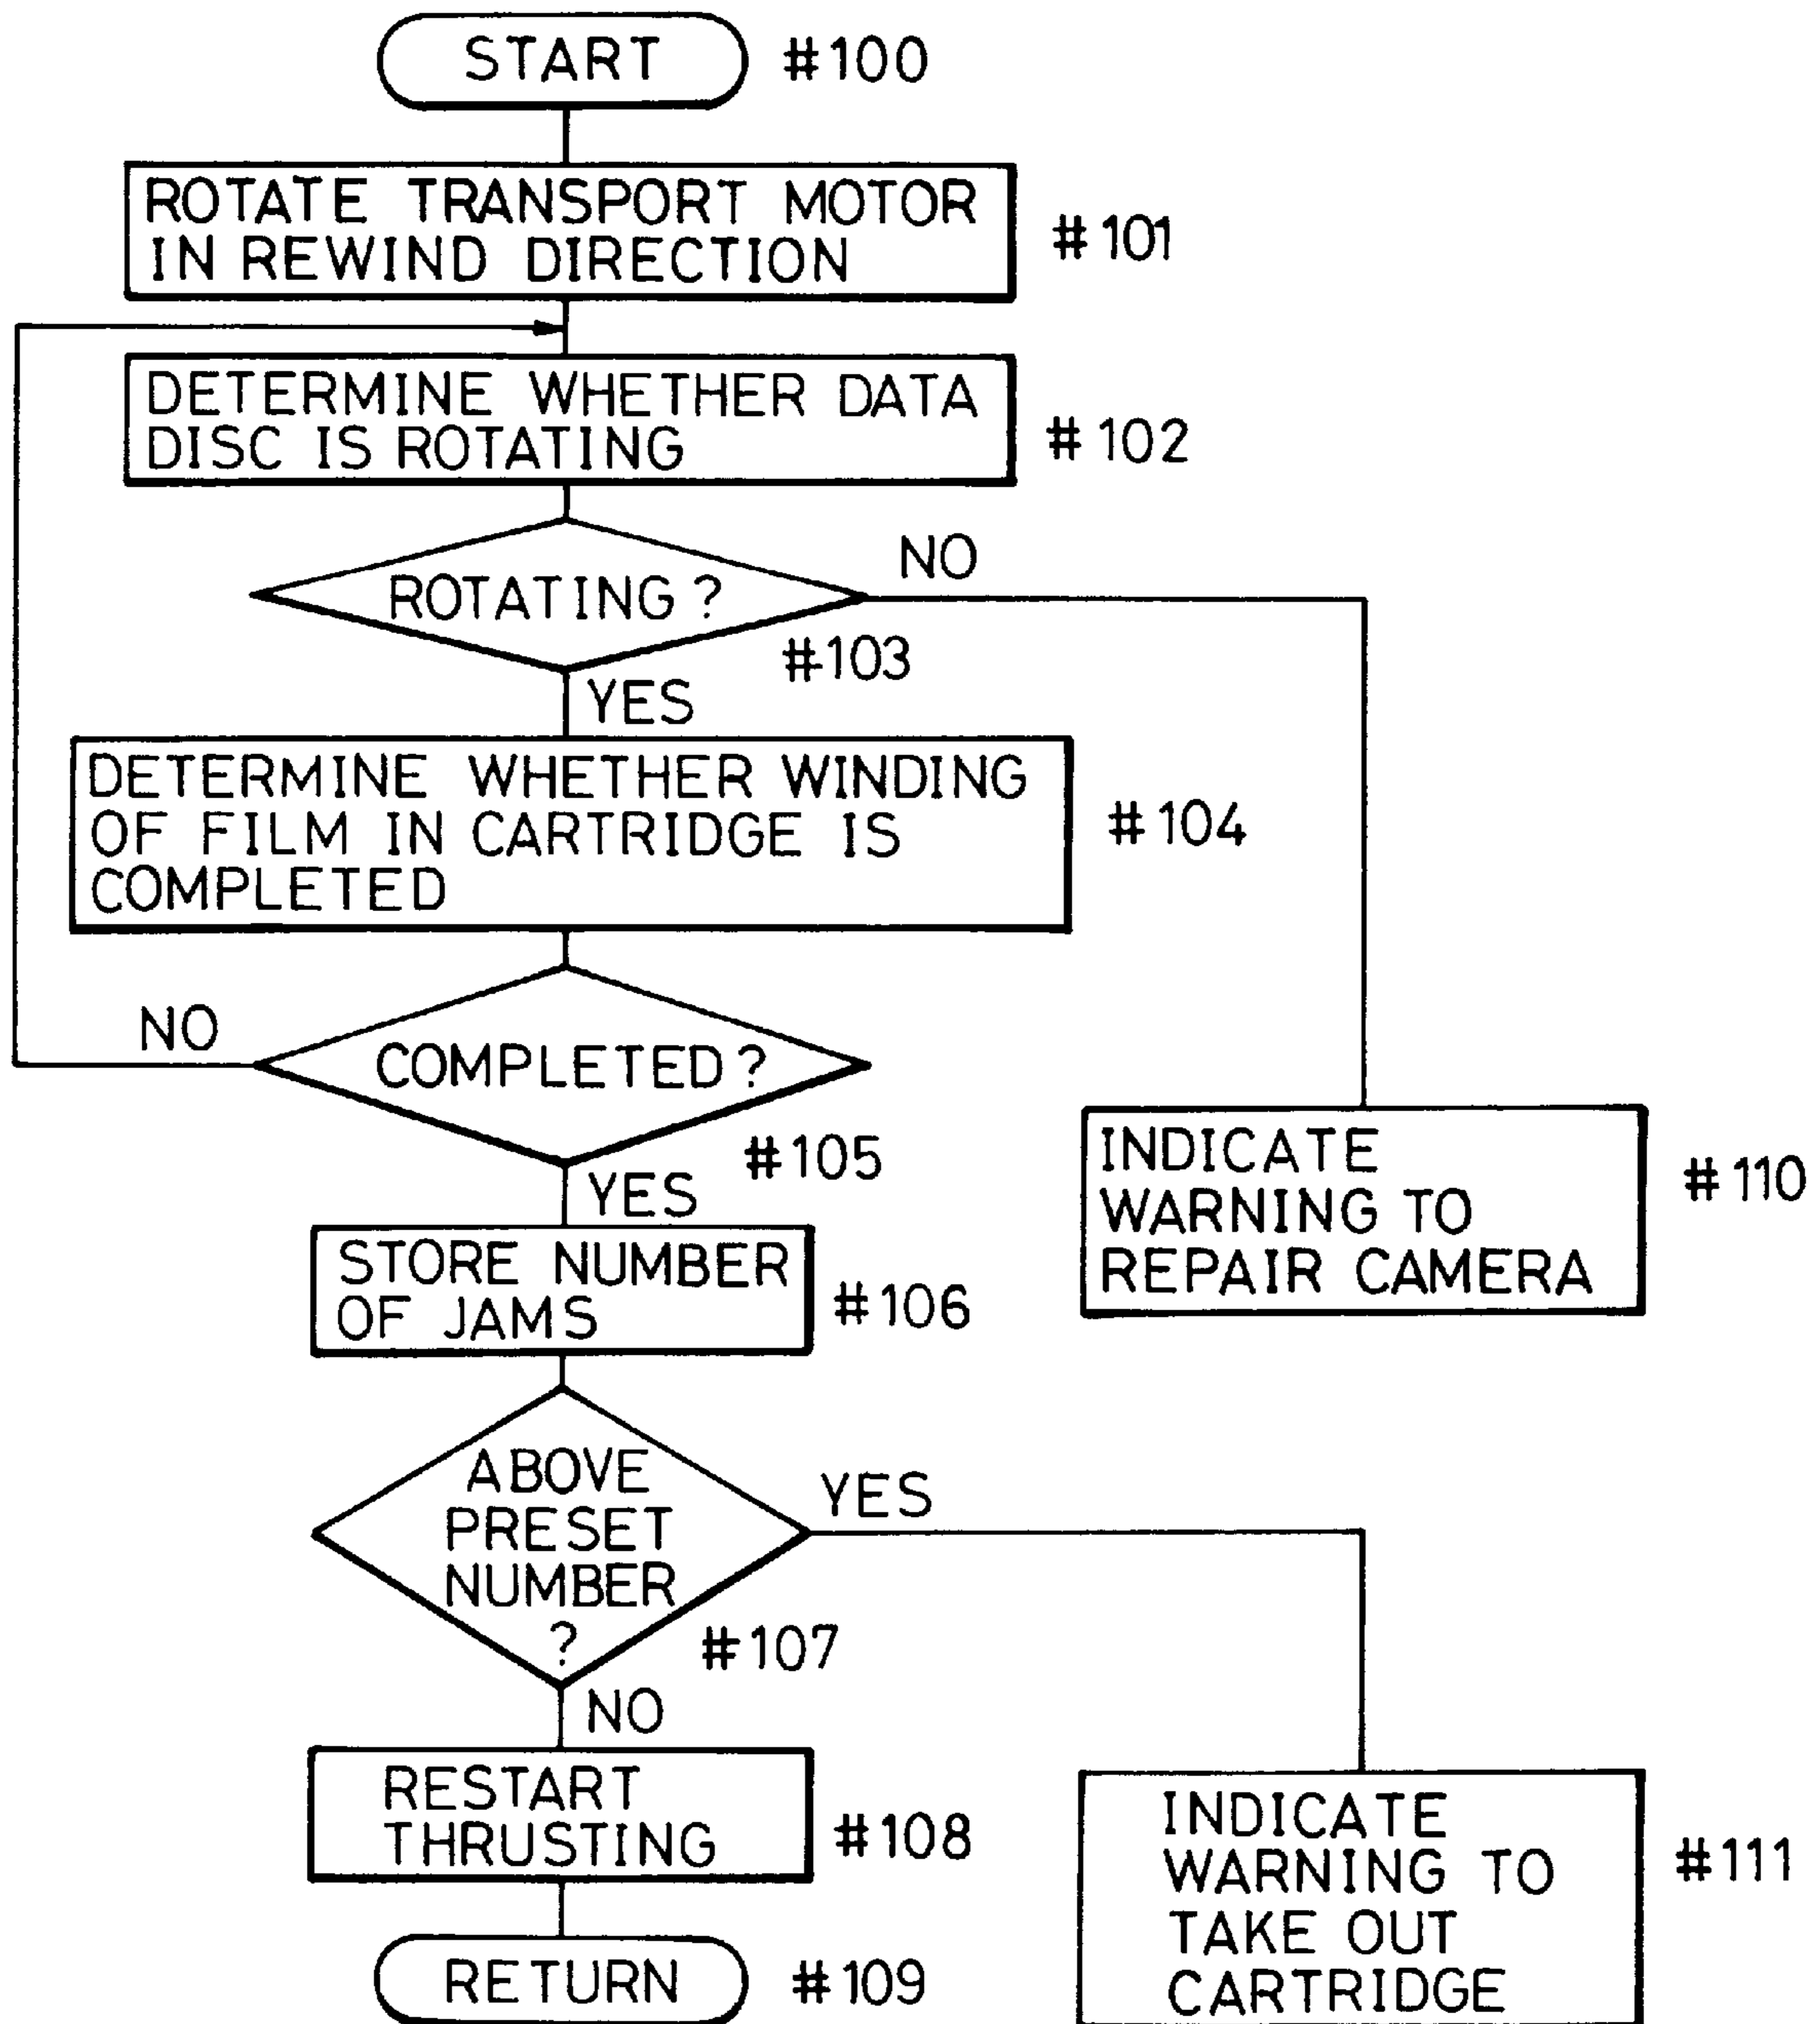 START #100
ROTATE TRANSPORT MOTOR
IN REWIND DIRECTION
#101
DETERMINE WHETHER DATA
DISC IS ROTATING
#102
NO
ROTATING?
#103
YES
DETERMINE WHETHER WINDING
OF FILM IN CARTRIDGE IS
COMPLETED
#104
NO
COMPLETED?
#105
YES
STORE NUMBER
OF JAMS
#106
INDICATE
WARNING TO
REPAIR CAMERA
#110
ABOVE
PRESET
NUMBER
?
YES
#107
NO
RESTART
THRUSTING
#108
INDICATE
WARNING TO
TAKE OUT
CARTRIDGE
#111
RETURN #109